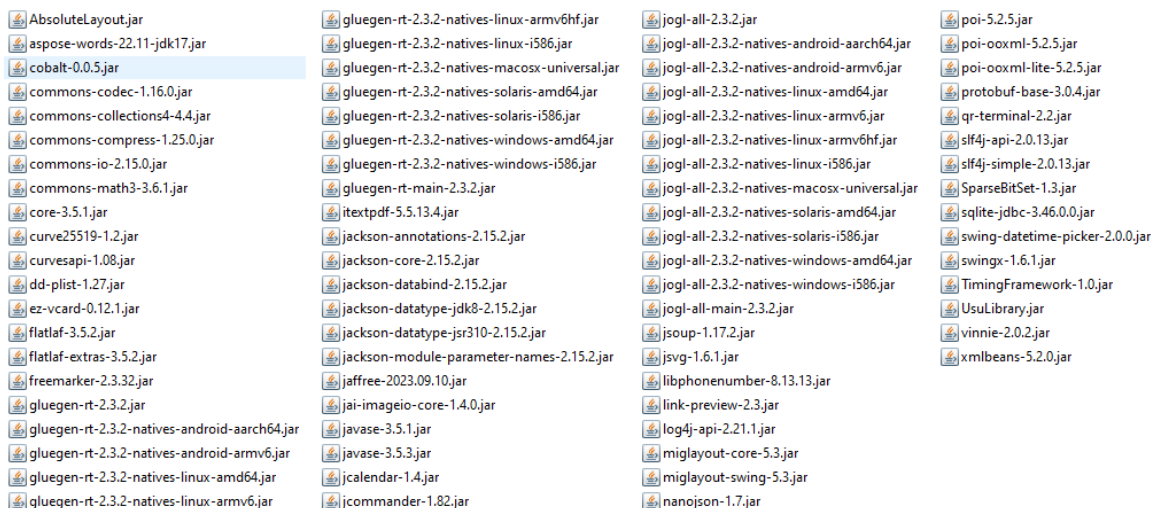 AbsoluteLayout.jar
aspose-words-22.11-jdk17.jar
cobalt-0.0.5.jar
commons-codec-1.16.0.jar
commons-collections4-4.4.jar
commons-compress-1.25.0.jar
commons-io-2.15.0.jar
commons-math3-3.6.1.jar
core-3.5.1.jar
curve25519-1.2.jar
curvesapi-1.08.jar
dd-plist-1.27.jar
ez-vcard-0.12.1.jar
flatlaf-3.5.2.jar
flatlaf-extras-3.5.2.jar
freemarker-2.3.32.jar
gluegen-rt-2.3.2.jar
gluegen-rt-2.3.2-natives-android-aarch64.jar
gluegen-rt-2.3.2-natives-android-armv6.jar
gluegen-rt-2.3.2-natives-linux-amd64.jar
gluegen-rt-2.3.2-natives-linux-armv6.jar
gluegen-rt-2.3.2-natives-linux-armv6hf.jar
gluegen-rt-2.3.2-natives-linux-i586.jar
gluegen-rt-2.3.2-natives-macosx-universal.jar
gluegen-rt-2.3.2-natives-solaris-amd64.jar
gluegen-rt-2.3.2-natives-solaris-i586.jar
gluegen-rt-2.3.2-natives-windows-amd64.jar
gluegen-rt-2.3.2-natives-windows-i586.jar
gluegen-rt-main-2.3.2.jar
itextpdf-5.5.13.4.jar
jackson-annotations-2.15.2.jar
jackson-core-2.15.2.jar
jackson-databind-2.15.2.jar
jackson-datatype-jdk8-2.15.2.jar
jackson-datatype-jsr310-2.15.2.jar
jackson-module-parameter-names-2.15.2.jar
jaffree-2023.09.10.jar
jai-imageio-core-1.4.0.jar
javase-3.5.1.jar
javase-3.5.3.jar
jcalendar-1.4.jar
jcommander-1.82.jar
jogl-all-2.3.2.jar
jogl-all-2.3.2-natives-android-aarch64.jar
jogl-all-2.3.2-natives-android-armv6.jar
jogl-all-2.3.2-natives-linux-amd64.jar
jogl-all-2.3.2-natives-linux-armv6.jar
jogl-all-2.3.2-natives-linux-armv6hf.jar
jogl-all-2.3.2-natives-linux-i586.jar
jogl-all-2.3.2-natives-macosx-universal.jar
jogl-all-2.3.2-natives-solaris-amd64.jar
jogl-all-2.3.2-natives-solaris-i586.jar
jogl-all-2.3.2-natives-windows-amd64.jar
jogl-all-2.3.2-natives-windows-i586.jar
jogl-all-main-2.3.2.jar
jsoup-1.17.2.jar
jsvg-1.6.1.jar
libphonenumber-8.13.13.jar
link-preview-2.3.jar
log4j-api-2.21.1.jar
miglayout-core-5.3.jar
miglayout-swing-5.3.jar
nanojson-1.7.jar
poi-5.2.5.jar
poi-ooxml-5.2.5.jar
poi-ooxml-lite-5.2.5.jar
protobuf-base-3.0.4.jar
qr-terminal-2.2.jar
slf4j-api-2.0.13.jar
slf4j-simple-2.0.13.jar
SparseBitSet-1.3.jar
sqlite-jdbc-3.46.0.0.jar
swing-datetime-picker-2.0.0.jar
swingx-1.6.1.jar
TimingFramework-1.0.jar
UsuLibrary.jar
vinnie-2.0.2.jar
xmlbeans-5.2.0.jar